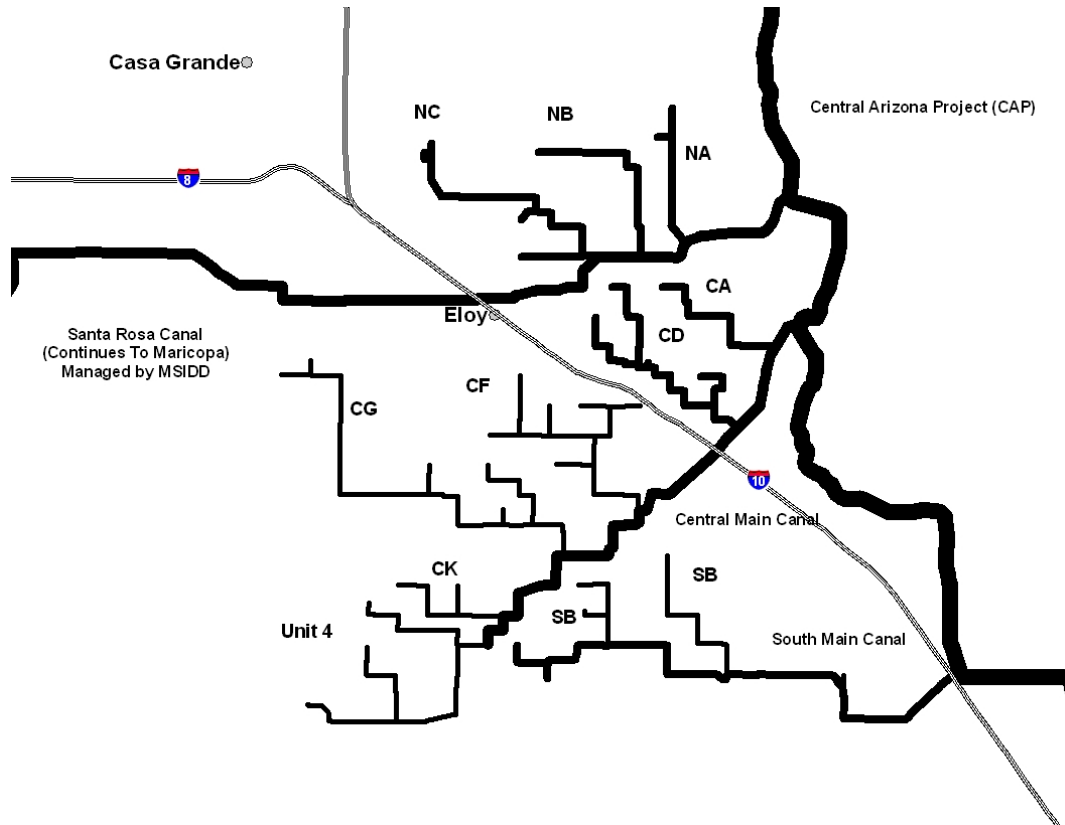 Casa Grande
Central Arizona Project (CAP)
NC
NB
NA
8
CA
Eloy
CD
Santa Rosa Canal
(Continues To Maricopa)
Managed by MSIDD
CF
CG
10
Central Main Canal
CK
SB
SB
Unit 4
South Main Canal